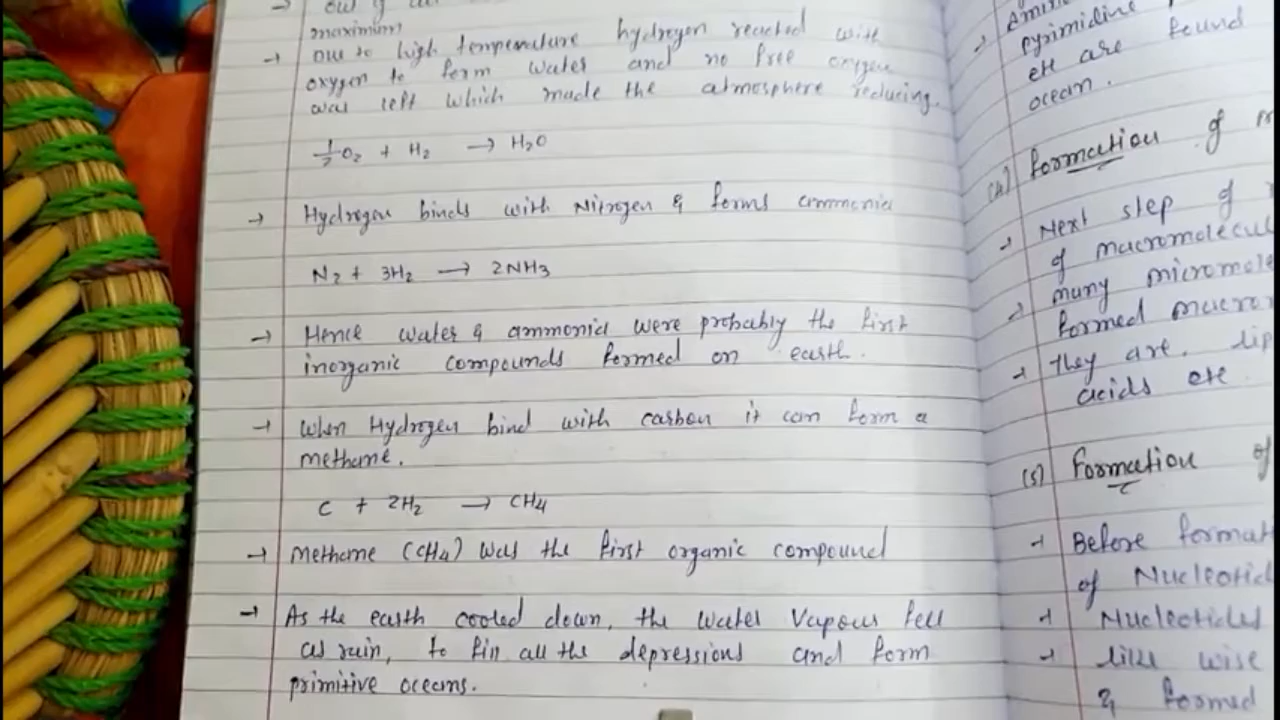 maximum
→ Due to high temperature hydrogen reacted with
oxygen to form water and no free oxygen
was left which made the atmosphere reducing.
1/2 O2 + H2 → H2O
→ Hydrogen binds with Nitrogen & forms ammonia
N2 + 3H2 → 2NH3
→ Hence water & ammonia were probably the first
inorganic compounds formed on earth.
→ When Hydrogen bind with carbon it can form a
methane.
C + 2H2 → CH4
→ Methane (CH4) was the first organic compound
→ As the earth cooled down, the water vapour fell
as rain, to fin all the depressions and form
primitive oceans.
→ pyrimidine
etc are found
ocean.
(4) Formation of
→ Next step of
of macromolecul
→ many micromole
formed macro
→ They are, lip
acids etc
(5) Formation of
→ Before format
of Nucleotid
→ Nucleotides
→ like wise
& formed